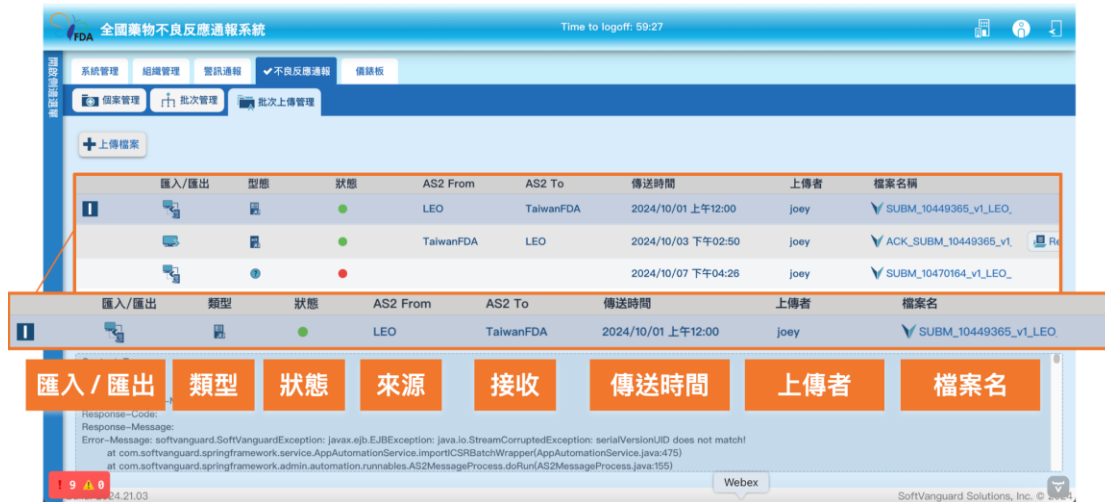 TFDA 全國藥物不良反應通報系統
Time to logoff: 59:27
開啟側邊選單
系統管理 組織管理 警訊通報 ✔不良反應通報 儀錶板
個案管理 批次管理 批次上傳管理
上傳檔案
匯入/匯出 型態 狀態 AS2 From AS2 To 傳送時間 上傳者 檔案名稱
LEO TaiwanFDA 2024/10/01 上午12:00 joey SUBM_10449365_v1_LEO_
TaiwanFDA LEO 2024/10/03 下午02:50 joey ACK_SUBM_10449365_v1_ Re
2024/10/07 下午04:26 joey SUBM_10470164_v1_LEO_
匯入/匯出 類型 狀態 AS2 From AS2 To 傳送時間 上傳者 檔案名
LEO TaiwanFDA 2024/10/01 上午12:00 joey SUBM_10449365_v1_LEO_
匯入 / 匯出 類型 狀態 來源 接收 傳送時間 上傳者 檔案名
Response-Code:
Response-Message:
Error-Message: softvanguard.SoftVanguardException: javax.ejb.EJBException: java.io.StreamCorruptedException: serialVersionUID does not match!
at com.softvanguard.springframework.service.AppAutomationService.importICSRBatchWrapper(AppAutomationService.java:475)
at com.softvanguard.springframework.admin.automation.runnables.AS2MessageProcess.doRun(AS2MessageProcess.java:155)
Webex
! 9 0
24.21.03
SoftVanguard Solutions, Inc. ©